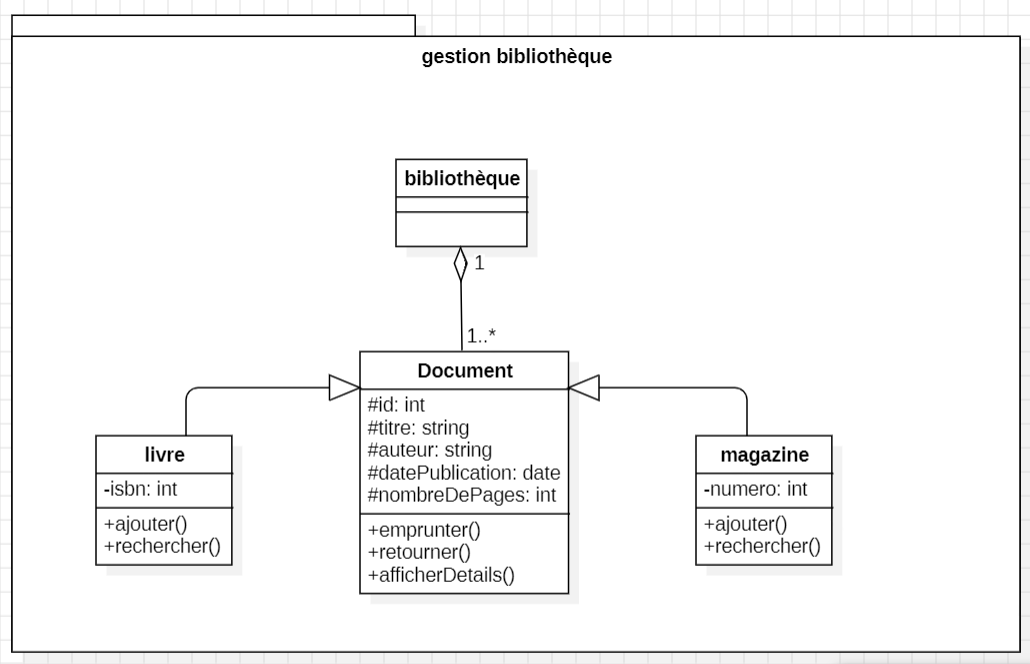 gestion bibliothèque
bibliothèque
1
1..*
Document
#id: int
#titre: string
#auteur: string
#datePublication: date
#nombreDePages: int
+emprunter()
+retourner()
+afficherDetails()
livre
-isbn: int
+ajouter()
+rechercher()
magazine
-numero: int
+ajouter()
+rechercher()